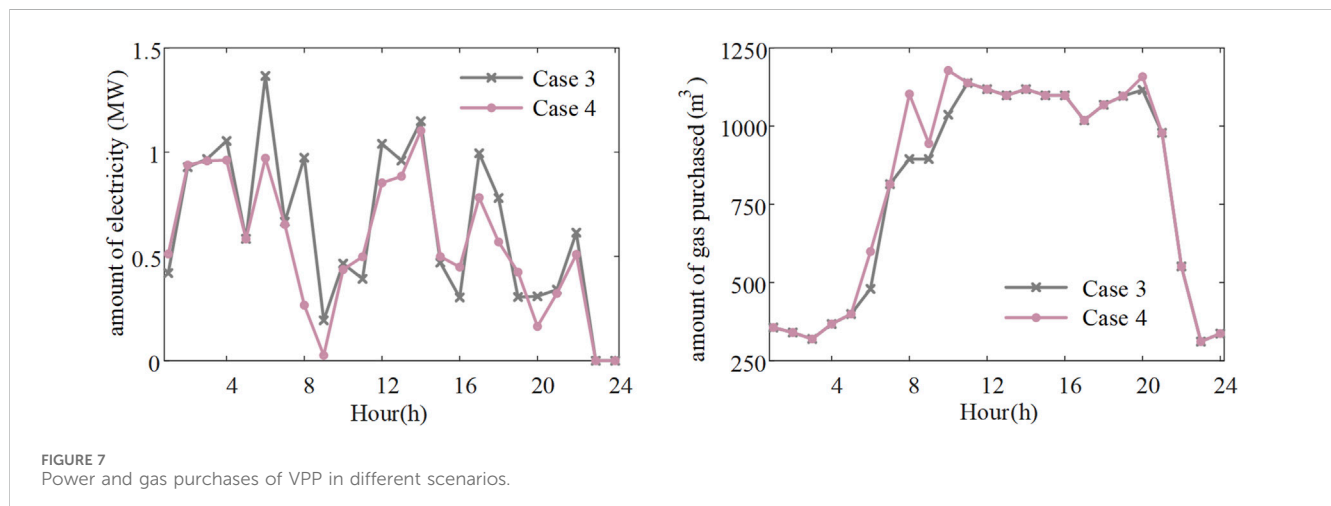 amount of electricity (MW)
1.5
1
0.5
0
Case 3
Case 4
4 8 12 16 20 24
Hour(h)
amount of gas purchased (m³)
1250
1000
750
500
250
Case 3
Case 4
4 8 12 16 20 24
Hour(h)
FIGURE 7
Power and gas purchases of VPP in different scenarios.